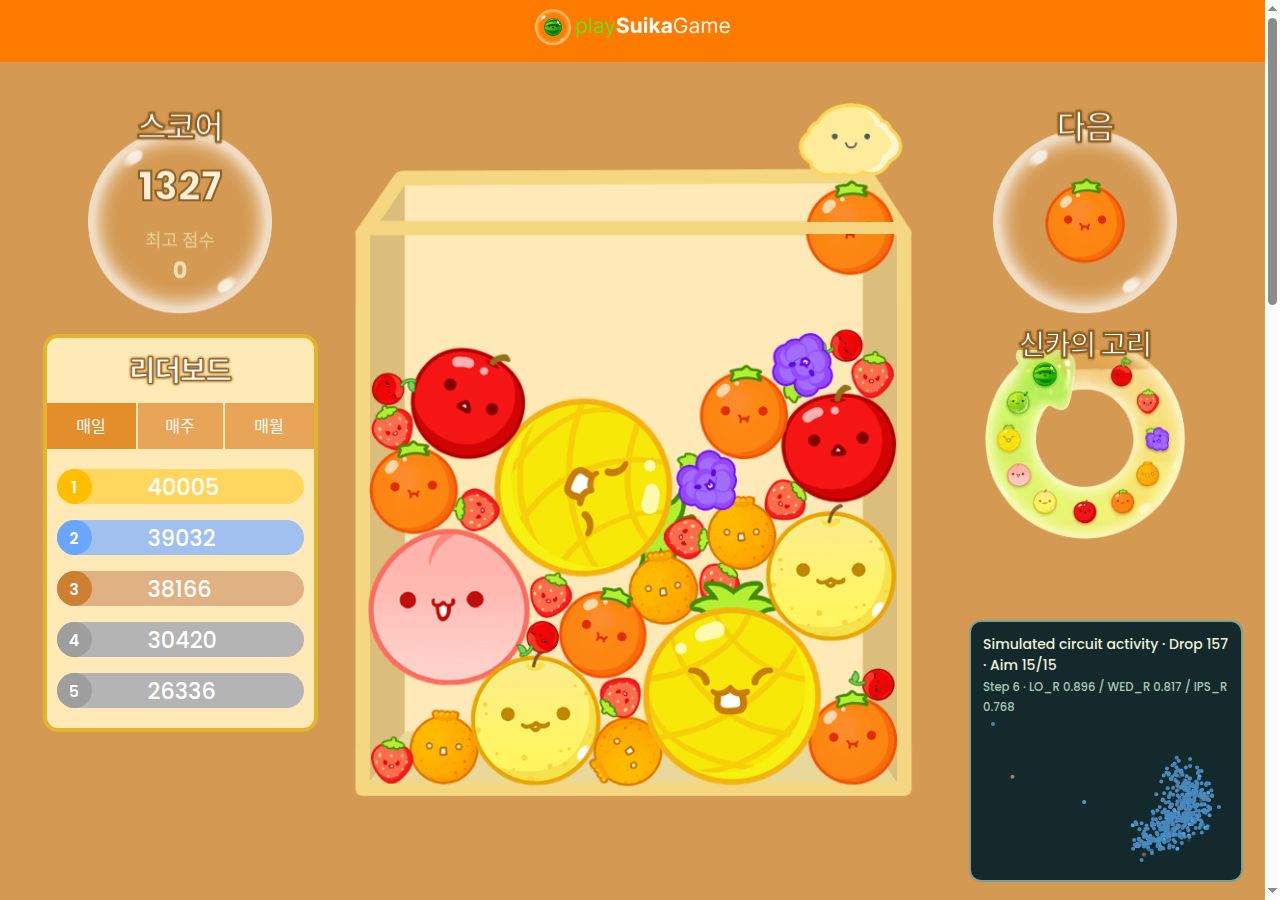 playSuikaGame
스코어
1327
최고 점수
0
다음
리더보드
매일
매주
매월
1 40005
2 39032
3 38166
4 30420
5 26336
신카의 고리
Simulated circuit activity · Drop 157
· Aim 15/15
Step 6 · LO_R 0.896 / WED_R 0.817 / IPS_R
0.768